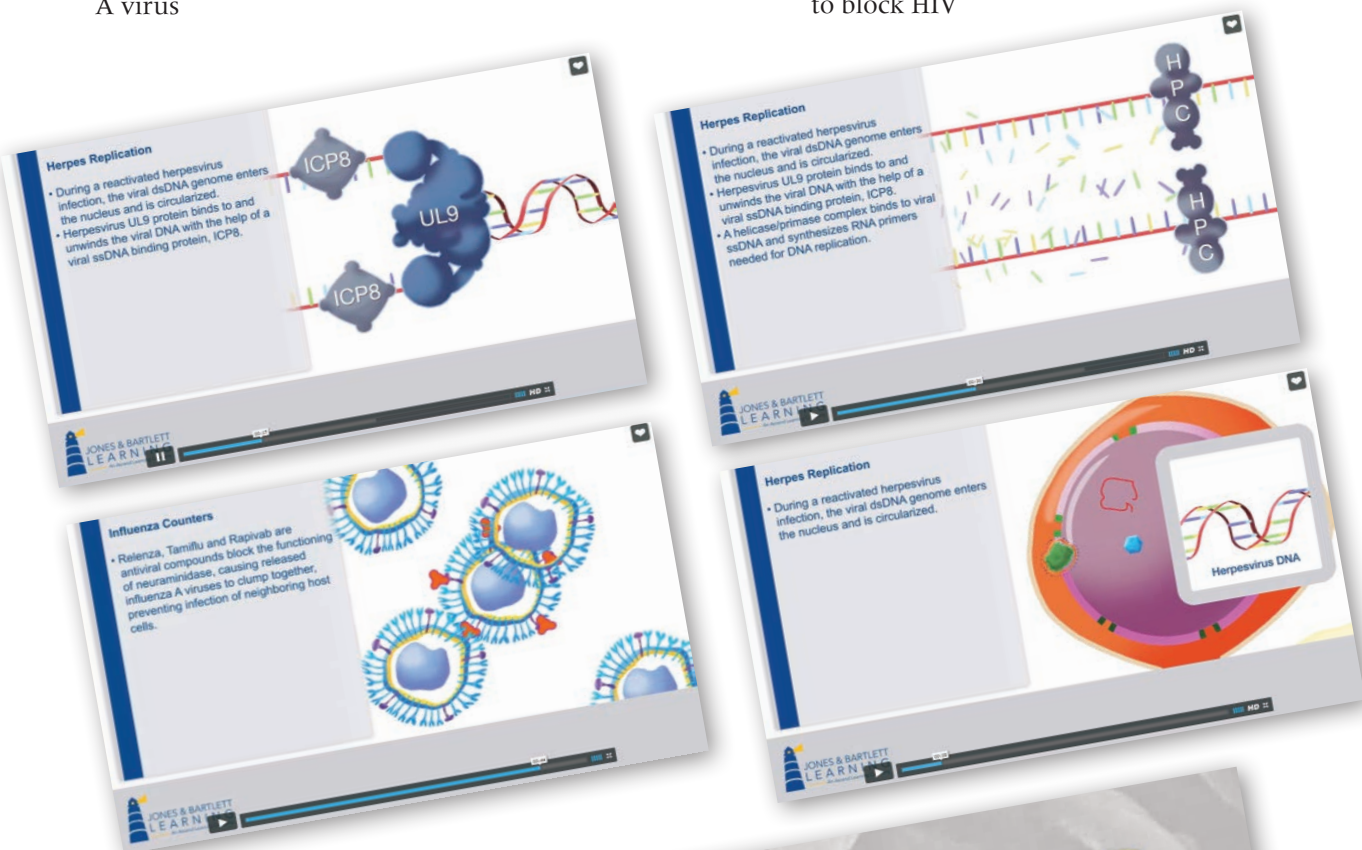 A virus
to block HIV
Herpes Replication
• During a reactivated herpesvirus
infection, the viral dsDNA genome enters
the nucleus and is circularized.
• Herpesvirus UL9 protein binds to and
unwinds the viral DNA with the help of a
viral ssDNA binding protein, ICP8.
ICP8
UL9
ICP8
JONES & BARTLETT
LEARNING
HD
Herpes Replication
• During a reactivated herpesvirus
infection, the viral dsDNA genome enters
the nucleus and is circularized.
• Herpesvirus UL9 protein binds to and
unwinds the viral DNA with the help of a
viral ssDNA binding protein, ICP8.
• A helicase/primase complex binds to viral
ssDNA and synthesizes RNA primers
needed for DNA replication.
H
P
C
H
P
C
JONES & BARTLETT
LEARNING
HD
Influenza Counters
• Relenza, Tamiflu and Rapivab are
antiviral compounds block the functioning
of neuraminidase, causing released
influenza A viruses to clump together,
preventing infection of neighboring host
cells.
JONES & BARTLETT
LEARNING
Herpes Replication
• During a reactivated herpesvirus
infection, the viral dsDNA genome enters
the nucleus and is circularized.
Herpesvirus DNA
JONES & BARTLETT
LEARNING
HD